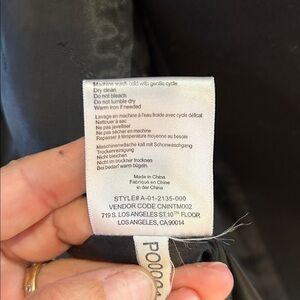 Machine wash cold with gentle cycle
Dry clean
Do not bleach
Do not tumble dry
Warm iron if needed
Lavage en machine à l'eau froide avec cycle délicat
Nettouer à sec
Ne pas javelliser
Ne pas sécher en machine
Repasser à température moyenne au besoin
Maschinenwäsche kalt mit Schonwaschgang
Trockenreinigung
Nicht bleichen
Nicht im trockner trocknen
Bei bedarf warm bügeln.
Made in China
Fabriqué en Chine
in der China
STYLE# A-01-2135-000
VENDOR CODE CNINTM002
719 S. LOS ANGELES ST. 10TH FLOOR,
LOS ANGELES, CA, 90014